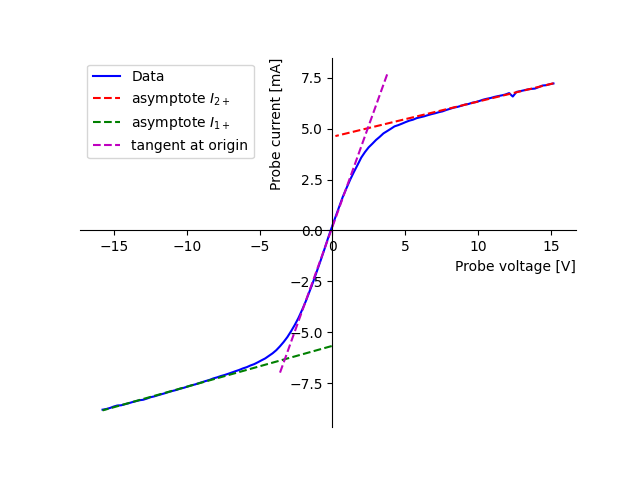 Data
asymptote I2+
asymptote I1+
tangent at origin
Probe current [mA]
7.5
5.0
2.5
0.0
−2.5
−5.0
−7.5
−15
−10
−5
0
5
10
15
Probe voltage [V]